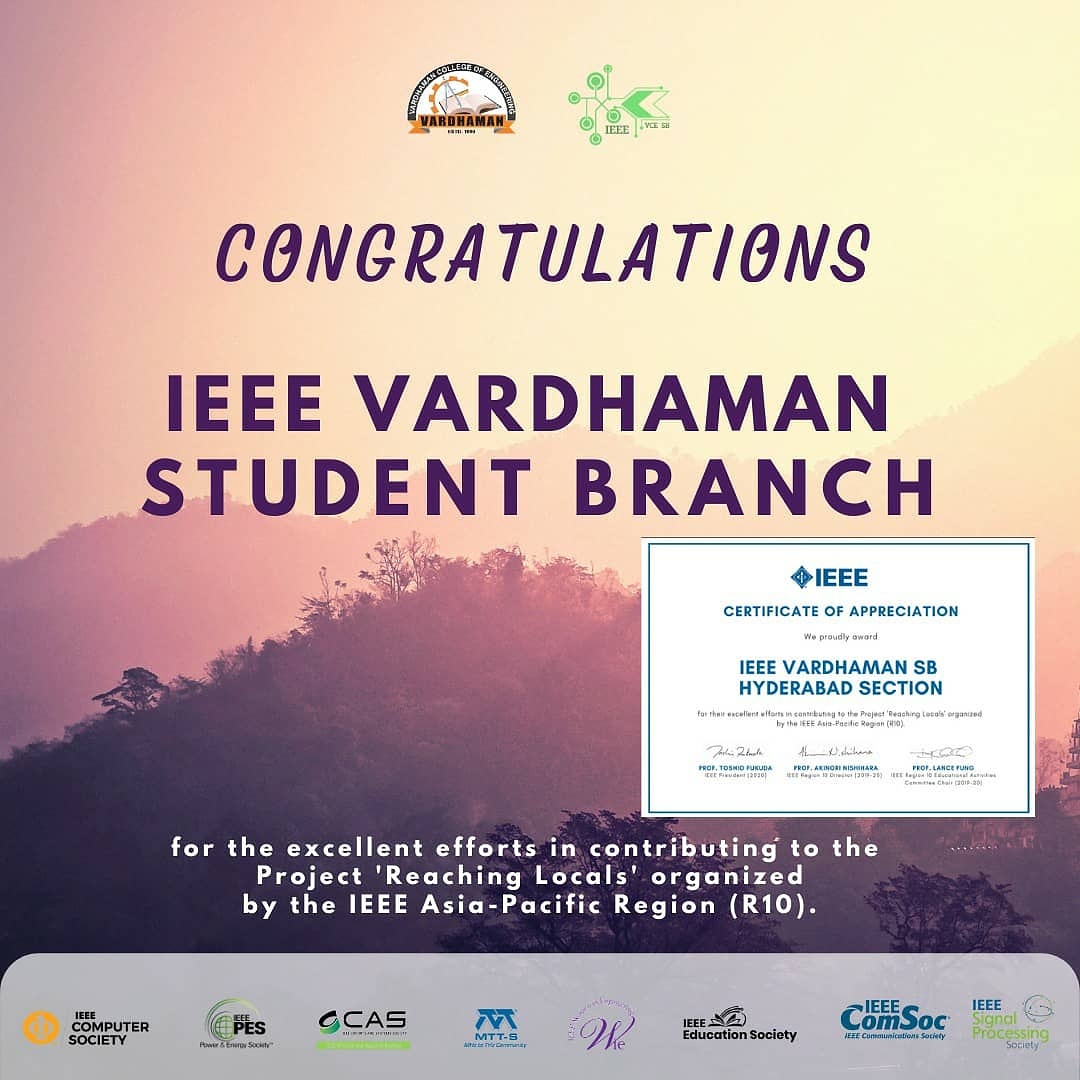 VARDHAMAN COLLEGE OF ENGINEERING
VARDHAMAN
ESTD. 1999
IEEE
VCE SB
CONGRATULATIONS
IEEE VARDHAMAN
STUDENT BRANCH
IEEE
CERTIFICATE OF APPRECIATION
We proudly award
IEEE VARDHAMAN SB
HYDERABAD SECTION
for their excellent efforts in contributing to the Project 'Reaching Locals' organized
by the IEEE Asia-Pacific Region (R10).
PROF. TOSHIO FUKUDA
IEEE President (2020)
PROF. AKINORI NISHIHARA
IEEE Region 10 Director (2019-20)
PROF. LANCE FUNG
IEEE Region 10 Educational Activities
Committee Chair (2019-20)
for the excellent efforts in contributing to the
Project 'Reaching Locals' organized
by the IEEE Asia-Pacific Region (R10).
IEEE
COMPUTER
SOCIETY
IEEE
PES
Power & Energy Society™
CAS
MTT-S
MHz to THz Community
Wie
IEEE
Education Society
IEEE
ComSoc
IEEE Communications Society
IEEE
Signal
Processing
Society